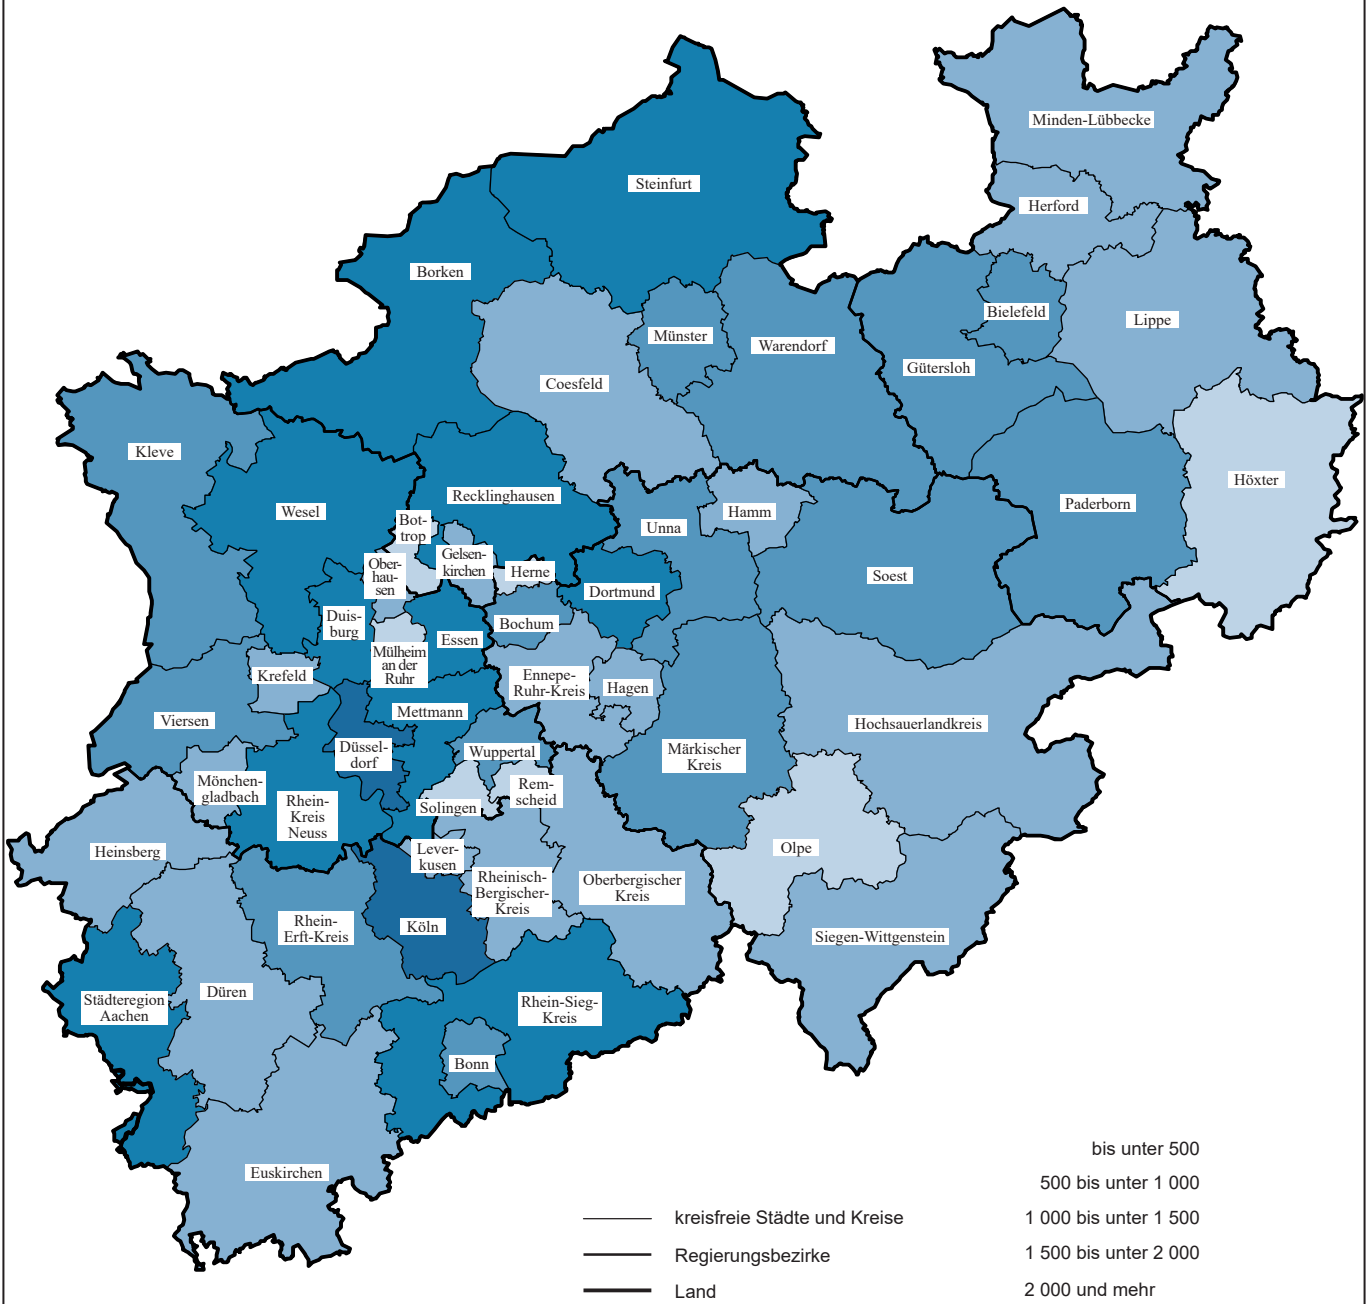 Minden-Lübbecke
Steinfurt
Herford
Borken
Bielefeld
Lippe
Münster
Warendorf
Gütersloh
Coesfeld
Kleve
Höxter
Recklinghausen
Paderborn
Wesel
Hamm
Bot-
trop
Unna
Gelsen-
kirchen
Herne
Ober-
hau-
sen
Soest
Dortmund
Duis-
burg
Bochum
Essen
Mülheim
an der
Ruhr
Krefeld
Ennepe-
Ruhr-Kreis
Hagen
Mettmann
Viersen
Hochsauerlandkreis
Düssel-
dorf
Wuppertal
Märkischer
Kreis
Mönchen-
gladbach
Rem-
scheid
Rhein-
Kreis
Neuss
Solingen
Heinsberg
Lever-
kusen
Olpe
Rheinisch-
Bergischer-
Kreis
Oberbergischer
Kreis
Rhein-
Erft-Kreis
Köln
Siegen-Wittgenstein
Düren
Städteregion
Aachen
Rhein-Sieg-
Kreis
Bonn
Euskirchen
bis unter 500
500 bis unter 1 000
kreisfreie Städte und Kreise
1 000 bis unter 1 500
Regierungsbezirke
1 500 bis unter 2 000
Land
2 000 und mehr